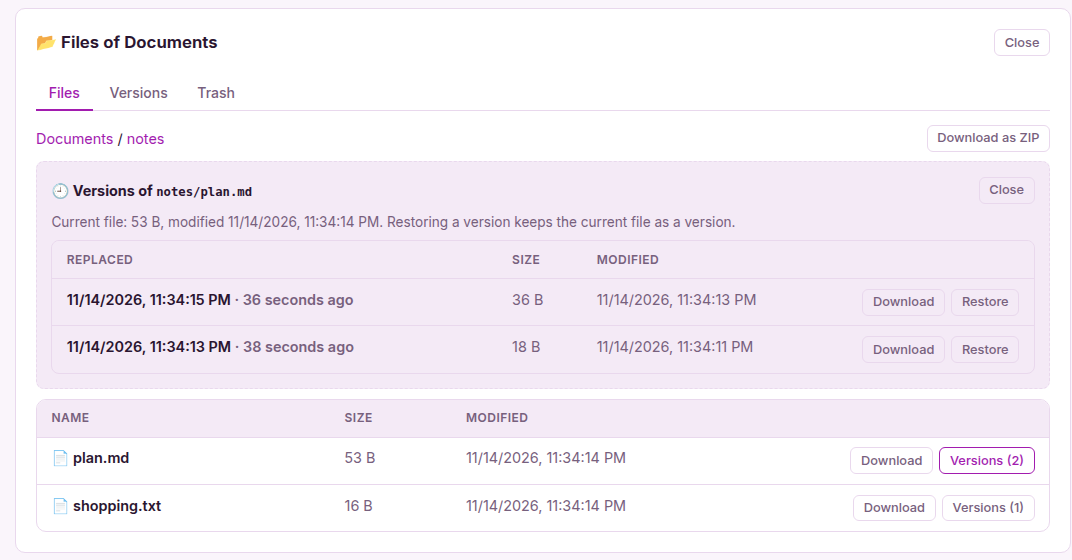 📂 Files of Documents
Close
Files Versions Trash
Documents / notes
Download as ZIP
🕘 Versions of notes/plan.md
Close
Current file: 53 B, modified 11/14/2026, 11:34:14 PM. Restoring a version keeps the current file as a version.
REPLACED SIZE MODIFIED
11/14/2026, 11:34:15 PM · 36 seconds ago 36 B 11/14/2026, 11:34:13 PM Download Restore
11/14/2026, 11:34:13 PM · 38 seconds ago 18 B 11/14/2026, 11:34:11 PM Download Restore
NAME SIZE MODIFIED
📄 plan.md 53 B 11/14/2026, 11:34:14 PM Download Versions (2)
📄 shopping.txt 16 B 11/14/2026, 11:34:14 PM Download Versions (1)